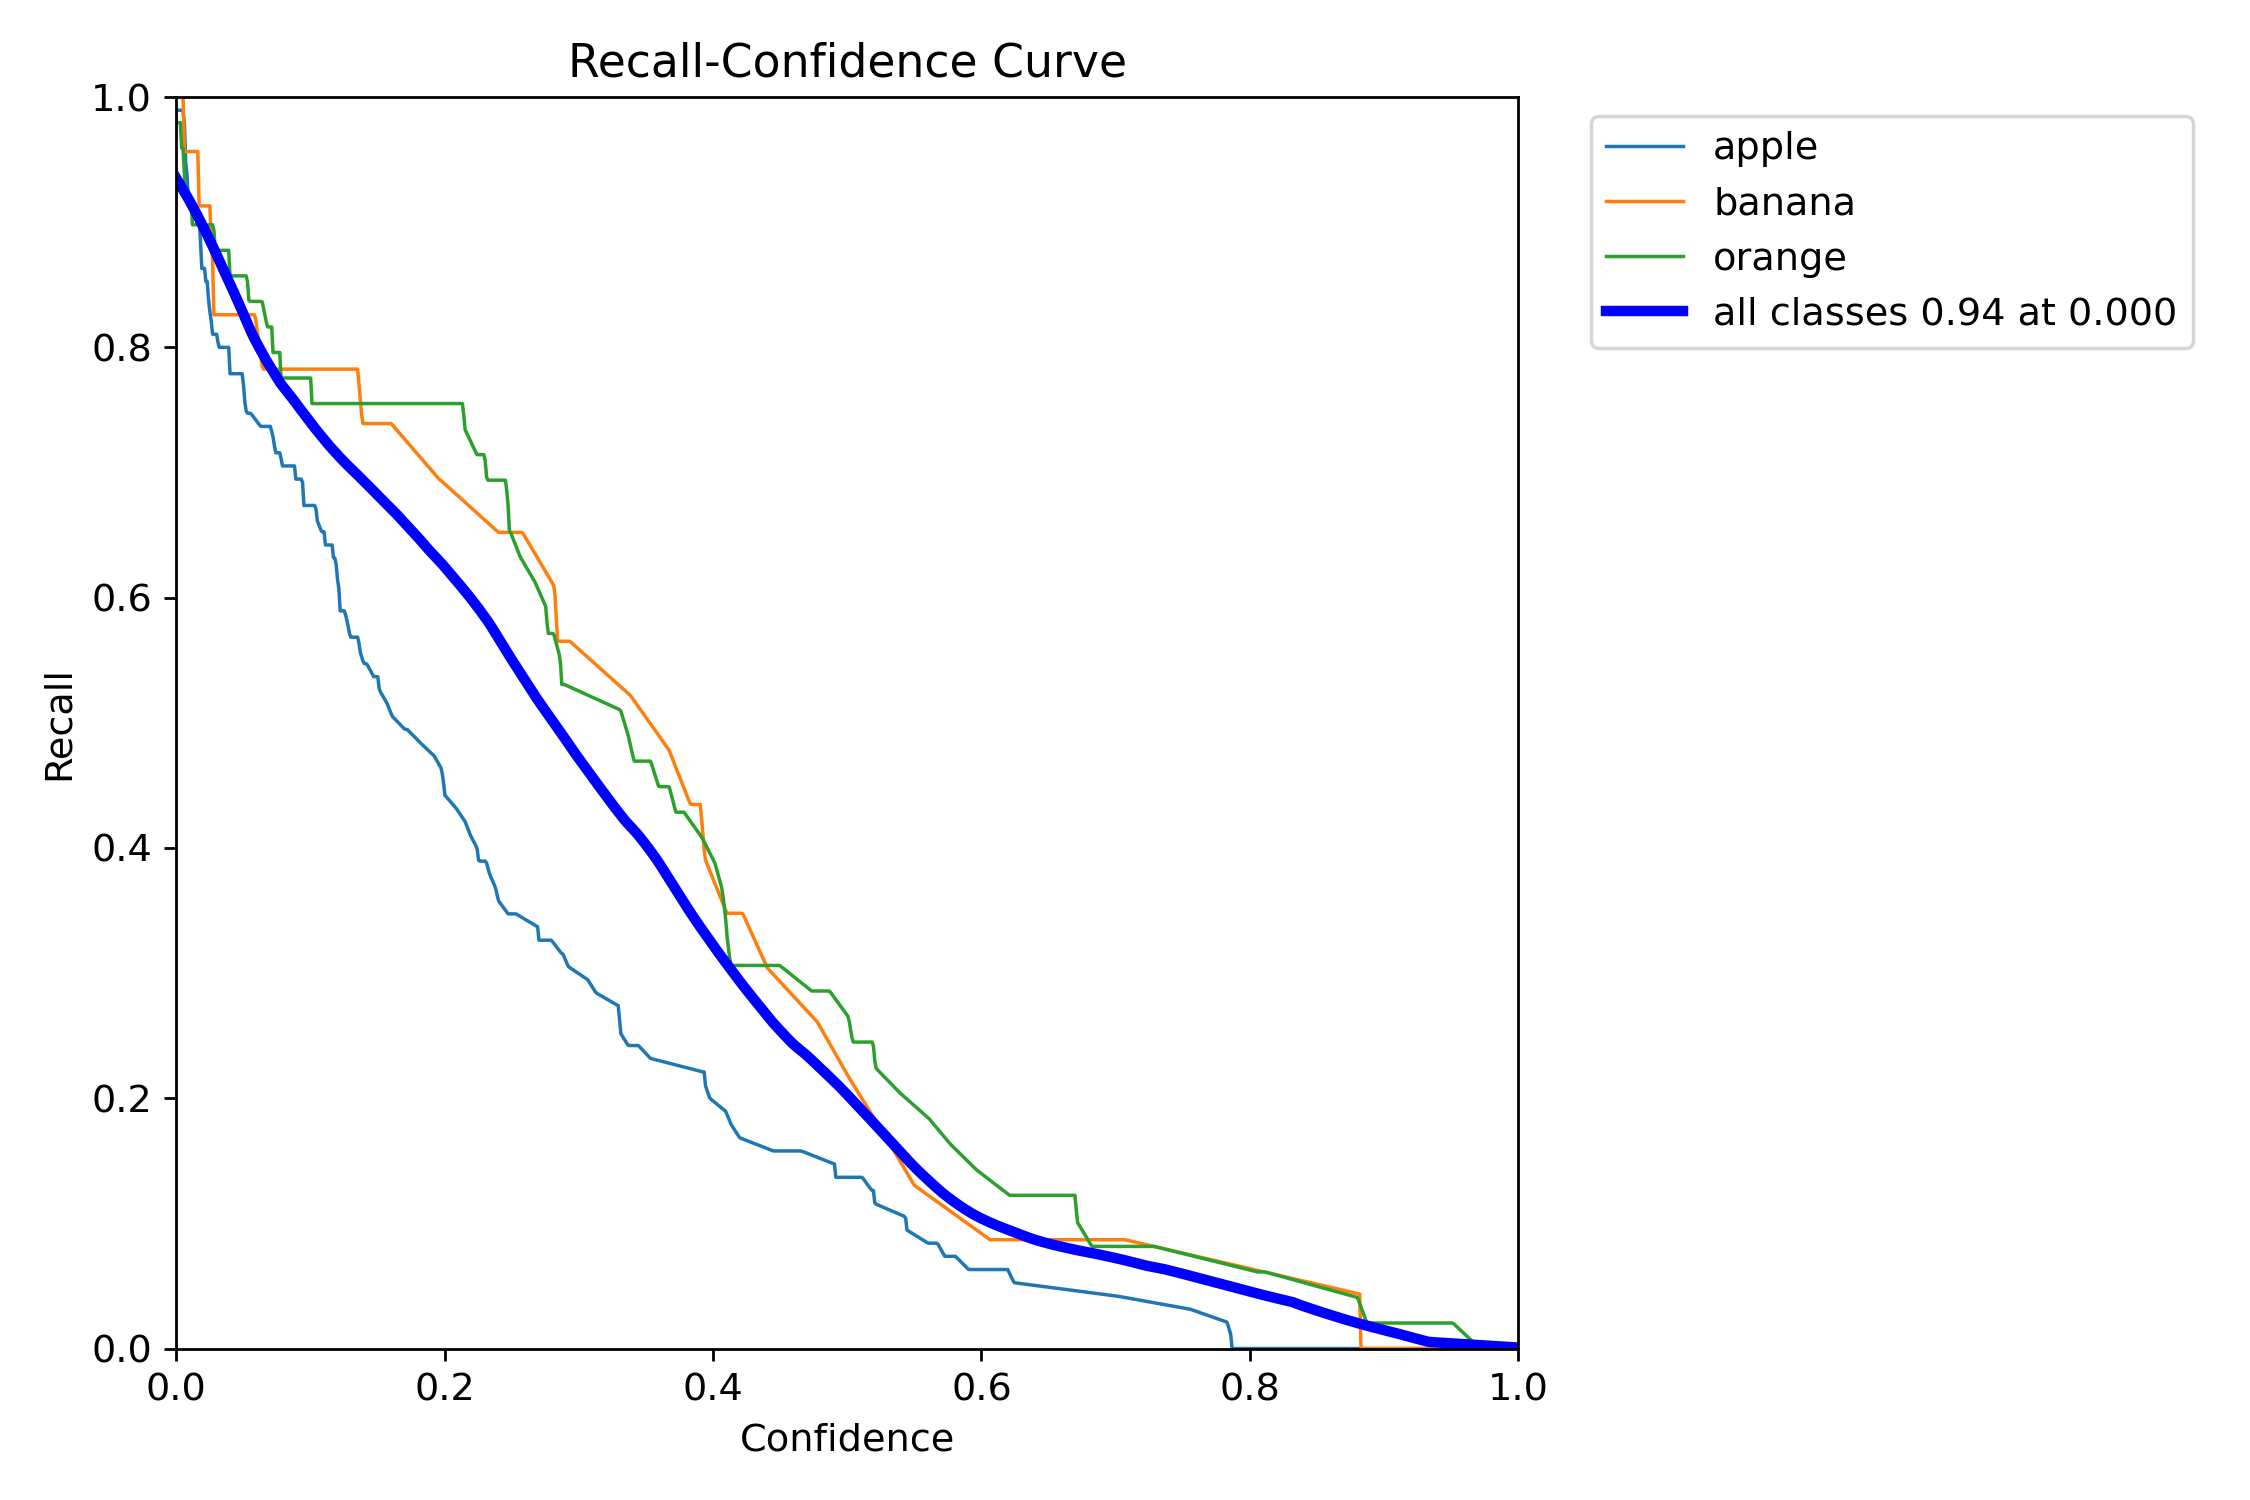 Recall-Confidence Curve
1.0
0.8
0.6
0.4
0.2
0.0
Recall
0.0 0.2 0.4 0.6 0.8 1.0
Confidence
apple
banana
orange
all classes 0.94 at 0.000